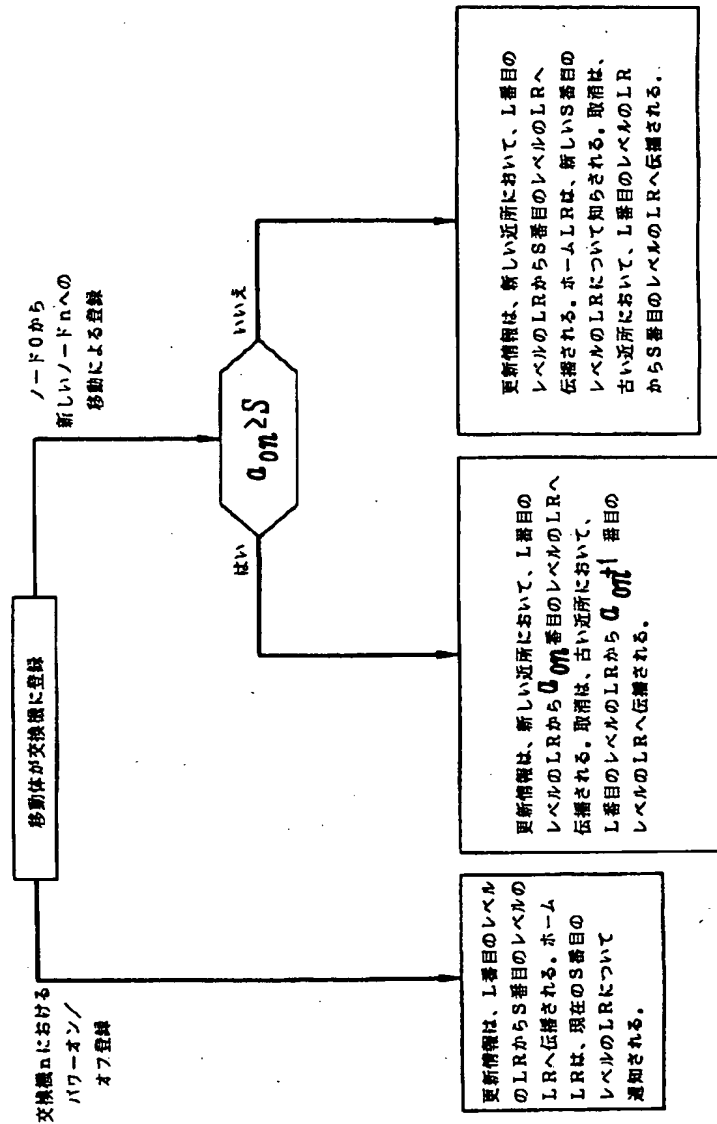 移動体が交換機に登録
交換機nにおける
パワーオン/
オフ登録
ノード0から
新しいノードnへの
移動による登録
a0n≥S
はい
いいえ
更新情報は、L番目のレベル
のLRからS番目のレベルの
LRへ伝播される。ホーム
LRは、現在のS番目の
レベルのLRについて
通知される。
更新情報は、新しい近所において、L番目の
レベルのLRからa0n番目のレベルのLRへ
伝播される。取消は、古い近所において、
L番目のレベルのLRからa0n+1番目の
レベルのLRへ伝播される。
更新情報は、新しい近所において、L番目の
レベルのLRからS番目のレベルのLRへ
伝播される。ホームLRは、新しいS番目の
レベルのLRについて知らされる。取消は、
古い近所において、L番目のレベルのLR
からS番目のレベルのLRへ伝播される。